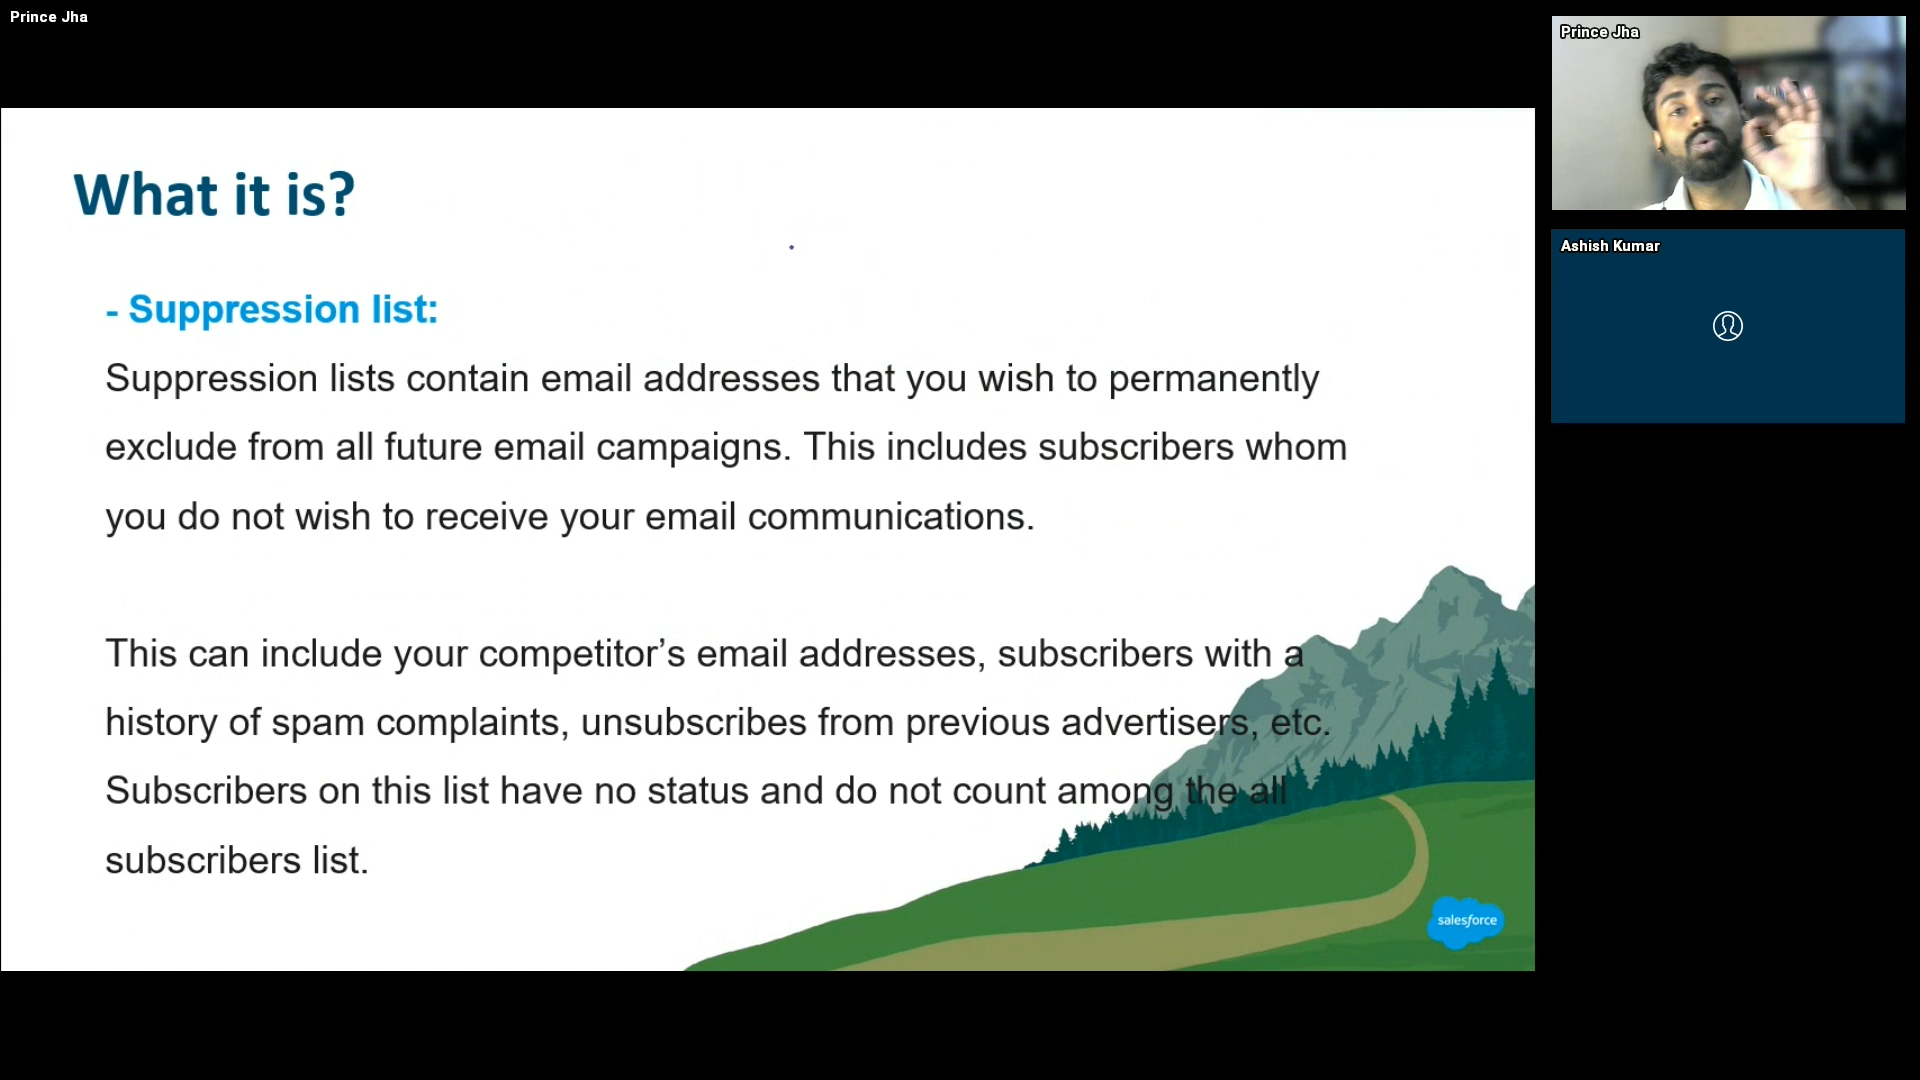 Prince Jha
Prince Jha
Ashish Kumar
What it is?
- Suppression list:
Suppression lists contain email addresses that you wish to permanently
exclude from all future email campaigns. This includes subscribers whom
you do not wish to receive your email communications.
This can include your competitor’s email addresses, subscribers with a
history of spam complaints, unsubscribes from previous advertisers, etc.
Subscribers on this list have no status and do not count among the all
subscribers list.
salesforce